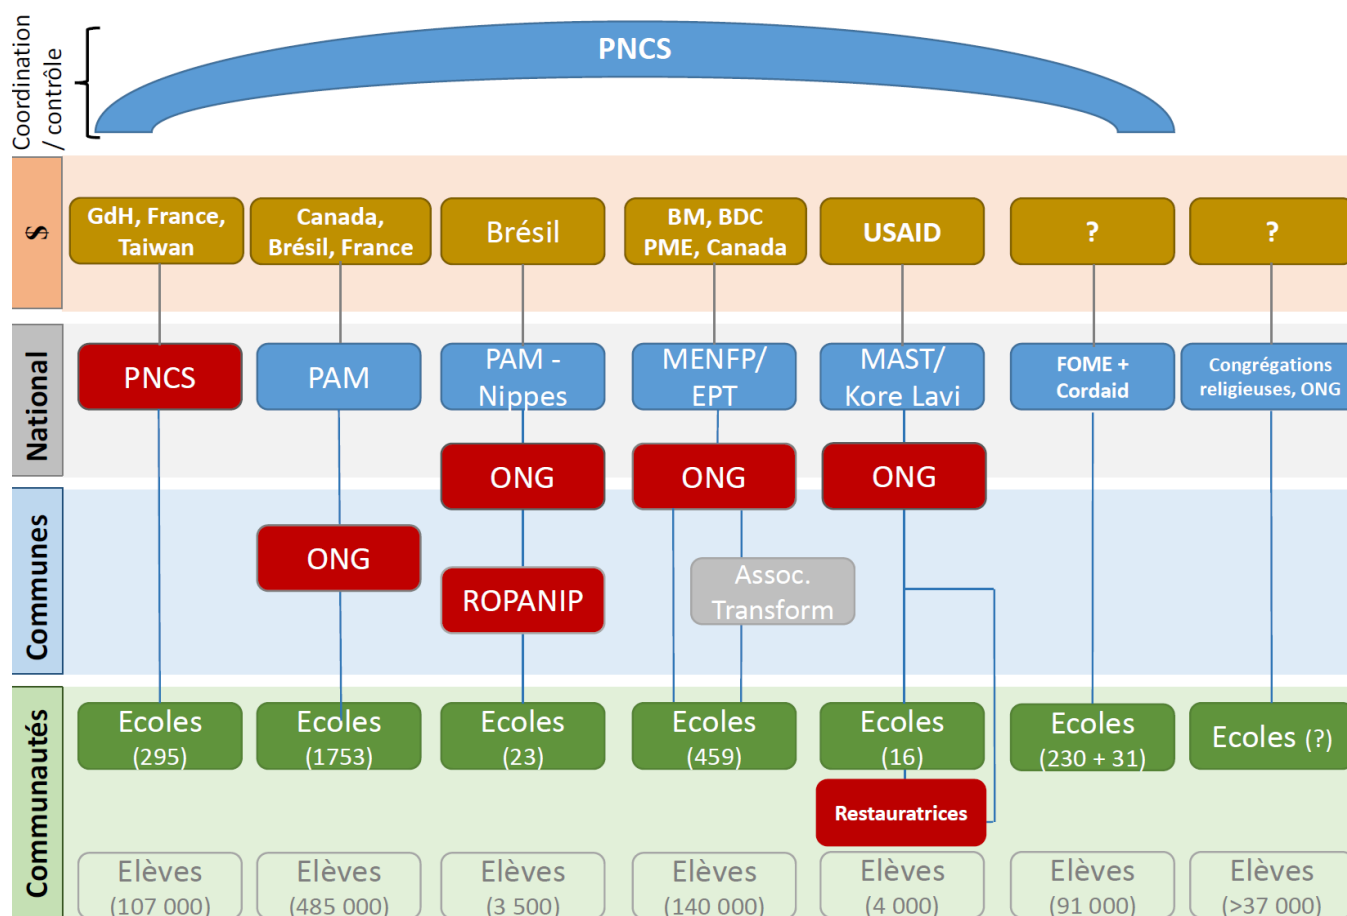 Coordination
/ contrôle
PNCS
$
GdH, France,
Taiwan
Canada,
Brésil, France
Brésil
BM, BDC
PME, Canada
USAID
?
?
National
PNCS
PAM
PAM -
Nippes
MENFP/
EPT
MAST/
Kore Lavi
FOME +
Cordaid
Congrégations
religieuses, ONG
ONG
ONG
ONG
Communes
ONG
ROPANIP
Assoc.
Transform
Communautés
Ecoles
(295)
Ecoles
(1753)
Ecoles
(23)
Ecoles
(459)
Ecoles
(16)
Ecoles
(230 + 31)
Ecoles (?)
Restauratrices
Elèves
(107 000)
Elèves
(485 000)
Elèves
(3 500)
Elèves
(140 000)
Elèves
(4 000)
Elèves
(91 000)
Elèves
(>37 000)